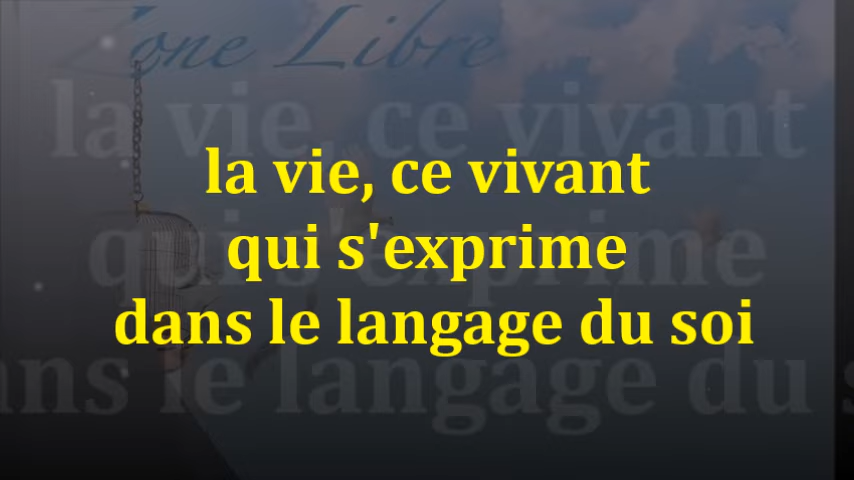 Zone Libre
la vie, ce vivant
qui s'exprime
dans le langage du soi